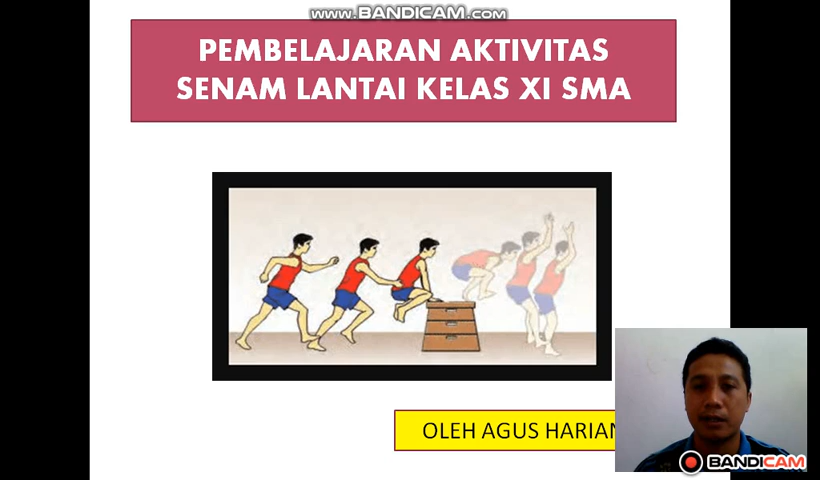 WWW.BANDICAM.COM
PEMBELAJARAN AKTIVITAS
SENAM LANTAI KELAS XI SMA
OLEH AGUS HARIAN
BANDICAM